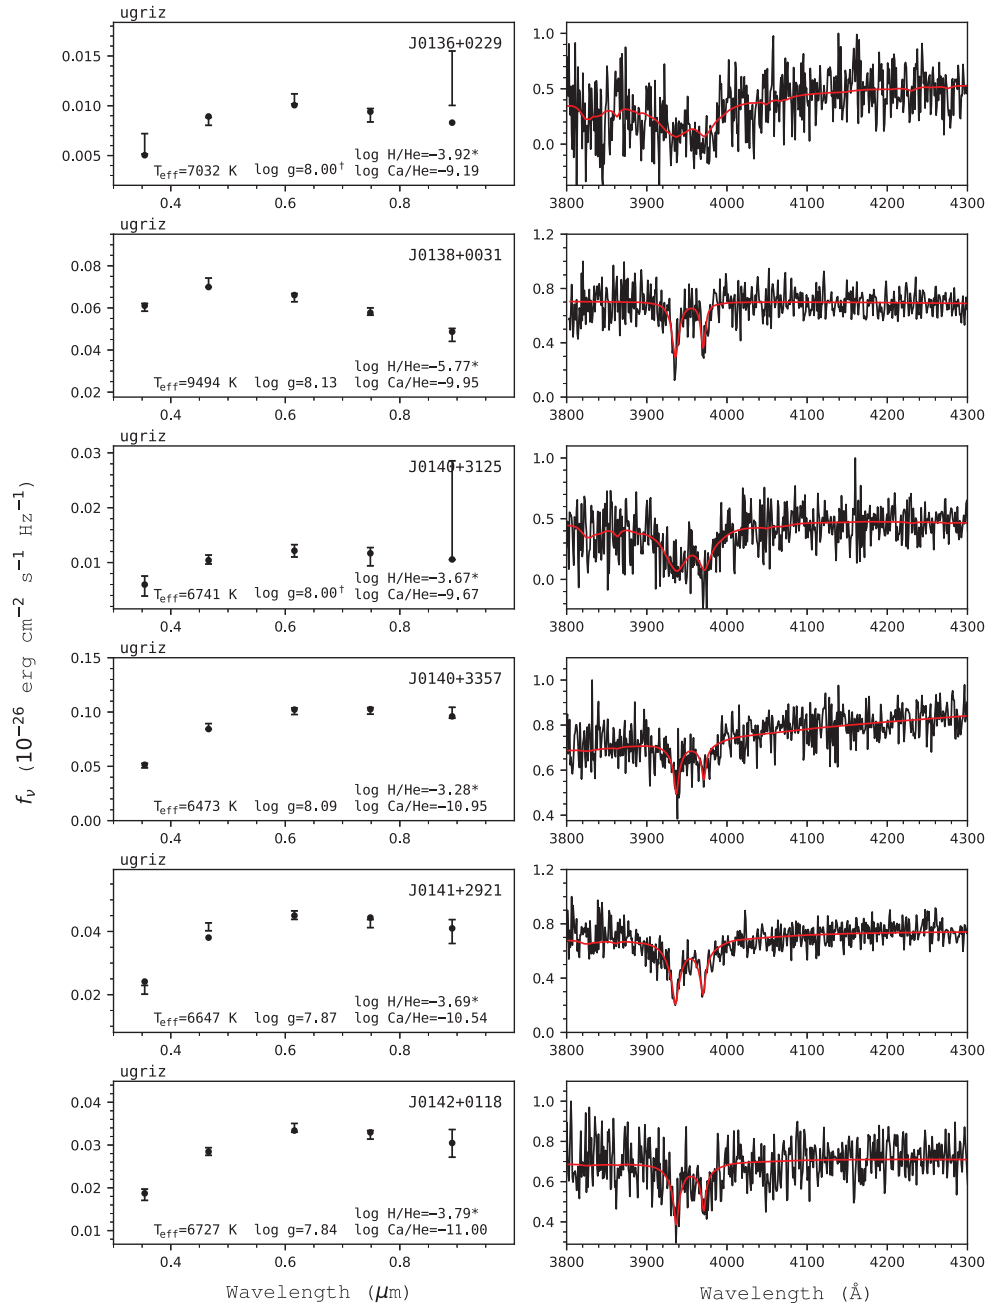 ugriz
J0136+0229
0.015
0.010
0.005
log H/He=−3.92*
T_eff=7032 K log g=8.00† log Ca/He=−9.19
0.4 0.6 0.8
1.0
0.5
0.0
3800 3900 4000 4100 4200 4300
ugriz
J0138+0031
0.08
0.06
0.04
0.02
log H/He=−5.77*
T_eff=9494 K log g=8.13 log Ca/He=−9.95
0.4 0.6 0.8
1.2
0.8
0.4
0.0
3800 3900 4000 4100 4200 4300
ugriz
J0140+3125
0.03
0.02
0.01
log H/He=−3.67*
T_eff=6741 K log g=8.00† log Ca/He=−9.67
0.4 0.6 0.8
1.0
0.5
0.0
3800 3900 4000 4100 4200 4300
f_ν (10⁻²⁶ erg cm⁻² s⁻¹ Hz⁻¹)
ugriz
J0140+3357
0.15
0.10
0.05
0.00
log H/He=−3.28*
T_eff=6473 K log g=8.09 log Ca/He=−10.95
0.4 0.6 0.8
1.0
0.8
0.6
0.4
3800 3900 4000 4100 4200 4300
ugriz
J0141+2921
0.04
0.02
log H/He=−3.69*
T_eff=6647 K log g=7.87 log Ca/He=−10.54
0.4 0.6 0.8
1.2
0.8
0.4
0.0
3800 3900 4000 4100 4200 4300
ugriz
J0142+0118
0.04
0.03
0.02
0.01
log H/He=−3.79*
T_eff=6727 K log g=7.84 log Ca/He=−11.00
0.4 0.6 0.8
1.0
0.8
0.6
0.4
3800 3900 4000 4100 4200 4300
Wavelength (μm)
Wavelength (Å)